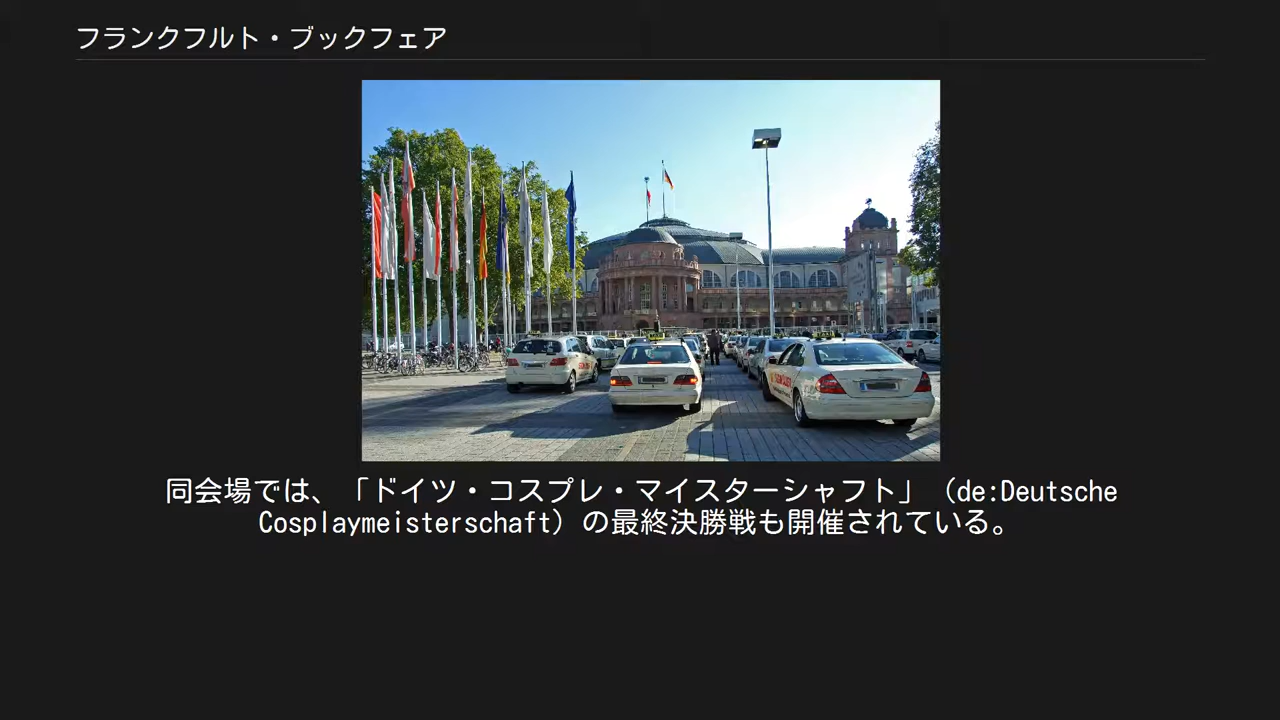 フランクフルト・ブックフェア
同会場では、「ドイツ・コスプレ・マイスターシャフト」（de:Deutsche
Cosplaymeisterschaft）の最終決勝戦も開催されている。